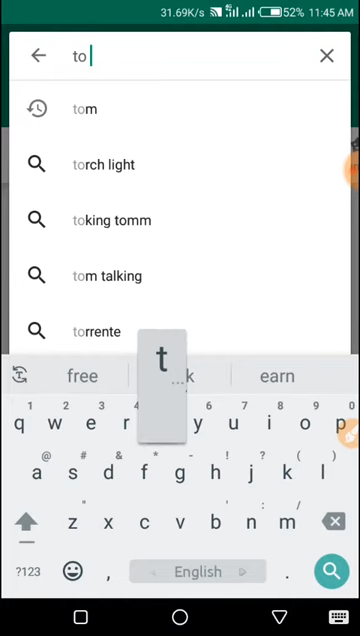 31.69K/s 4G 52% 11:45 AM
to
tom
torch light
toking tomm
tom talking
torrente
free k earn
t
...
1 2 3 4 6 7 8 9 0
q w e r y u i o p
@ # & * - ! ? ( )
a s d f g h j k l
" ' : /
z x c v b n m
?123 , English .